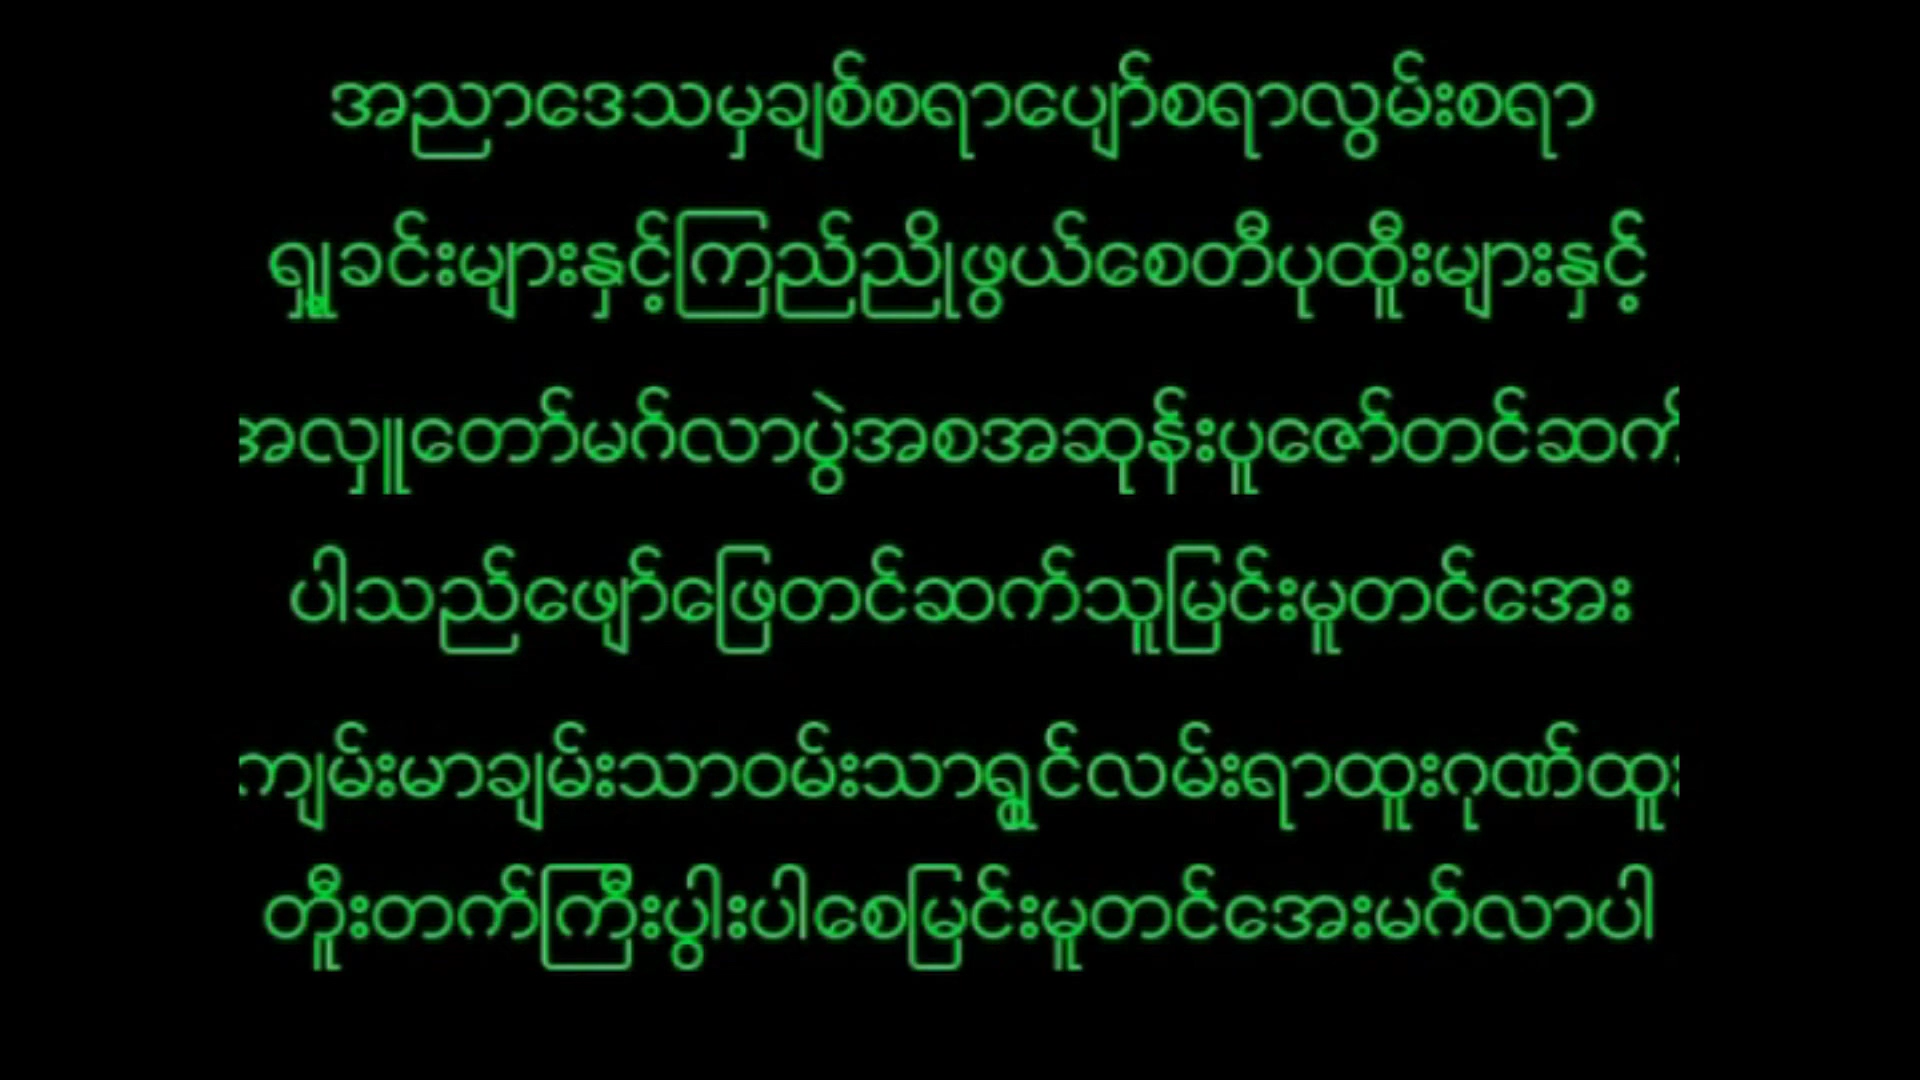 အညာဒေသမှချစ်စရာပျော်စရာလွမ်းစရာ
ရှုခင်းများနှင့်ကြည်ညိုဖွယ်စေတီပုထိူးများနှင့်
အလှူတော်မင်္ဂလာပွဲအစအဆုန်းပူဇော်တင်ဆက်
ပါသည်ဖျော်ဖြေတင်ဆက်သူမြင်းမူတင်အေး
ကျမ်းမာချမ်းသာဝမ်းသာရွှင်လမ်းရာထူးဂုဏ်ထူး
တိူးတက်ကြီးပွါးပါစေမြင်းမူတင်အေးမင်္ဂလာပါ